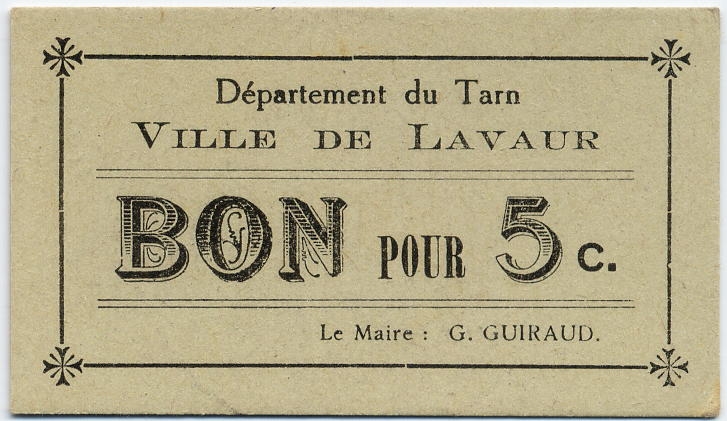 Département du Tarn
VILLE DE LAVAUR
BON POUR 5 C.
Le Maire : G. GUIRAUD.